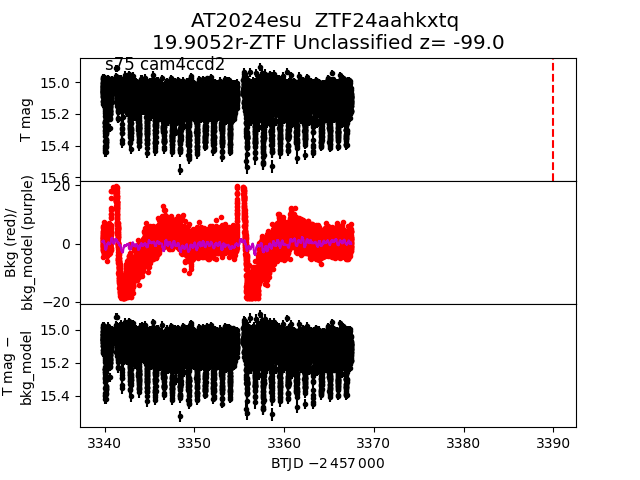 AT2024esu  ZTF24aahkxtq
19.9052r-ZTF Unclassified z= -99.0
s75 cam4ccd2
T mag
15.0
15.2
15.4
15.6
Bkg (red)/
bkg_model (purple)
20
0
−20
T mag −
bkg_model
15.0
15.2
15.4
3340
3350
3360
3370
3380
3390
BTJD −2 457 000